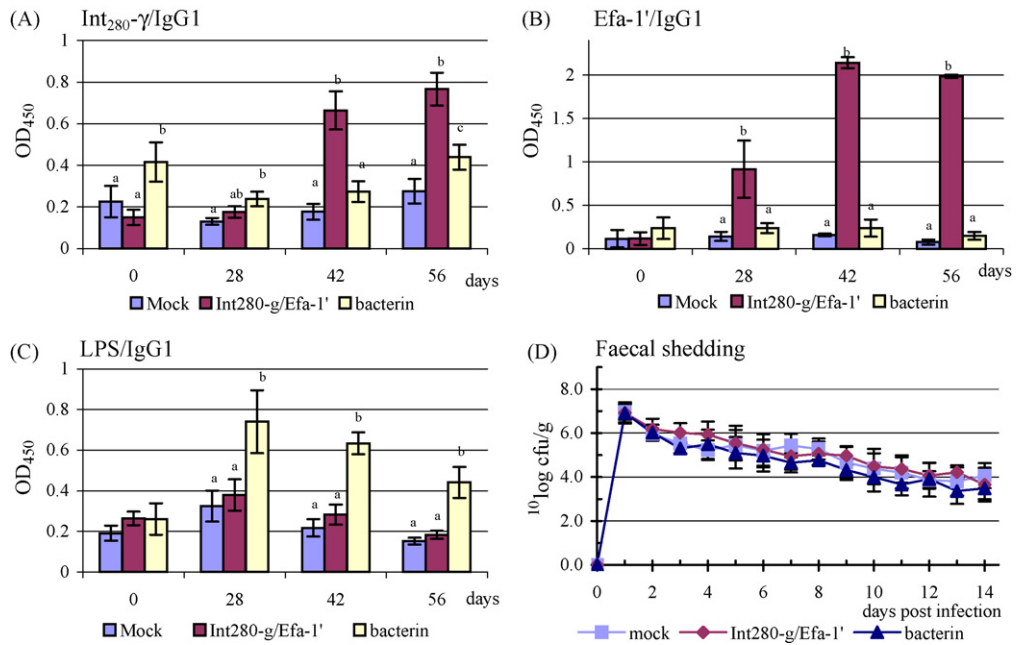 (A) Int280-γ/IgG1
OD450
1
0.8
0.6
0.4
0.2
0
a
a
b
a
ab
b
a
b
a
a
b
c
0 28 42 56 days
Mock Int280-g/Efa-1' bacterin
(B) Efa-1'/IgG1
OD450
2
1.5
1
0.5
0
a
b
a
a
b
a
a
b
a
0 28 42 56 days
Mock Int280-g/Efa-1' bacterin
(C) LPS/IgG1
OD450
1
0.8
0.6
0.4
0.2
0
a
a
b
a
a
b
a
a
b
0 28 42 56 days
Mock Int280-g/Efa-1' bacterin
(D) Faecal shedding
10log cfu/g
8.0
6.0
4.0
2.0
0.0
0 2 4 6 8 10 12 14
days post infection
mock Int280-g/Efa-1' bacterin